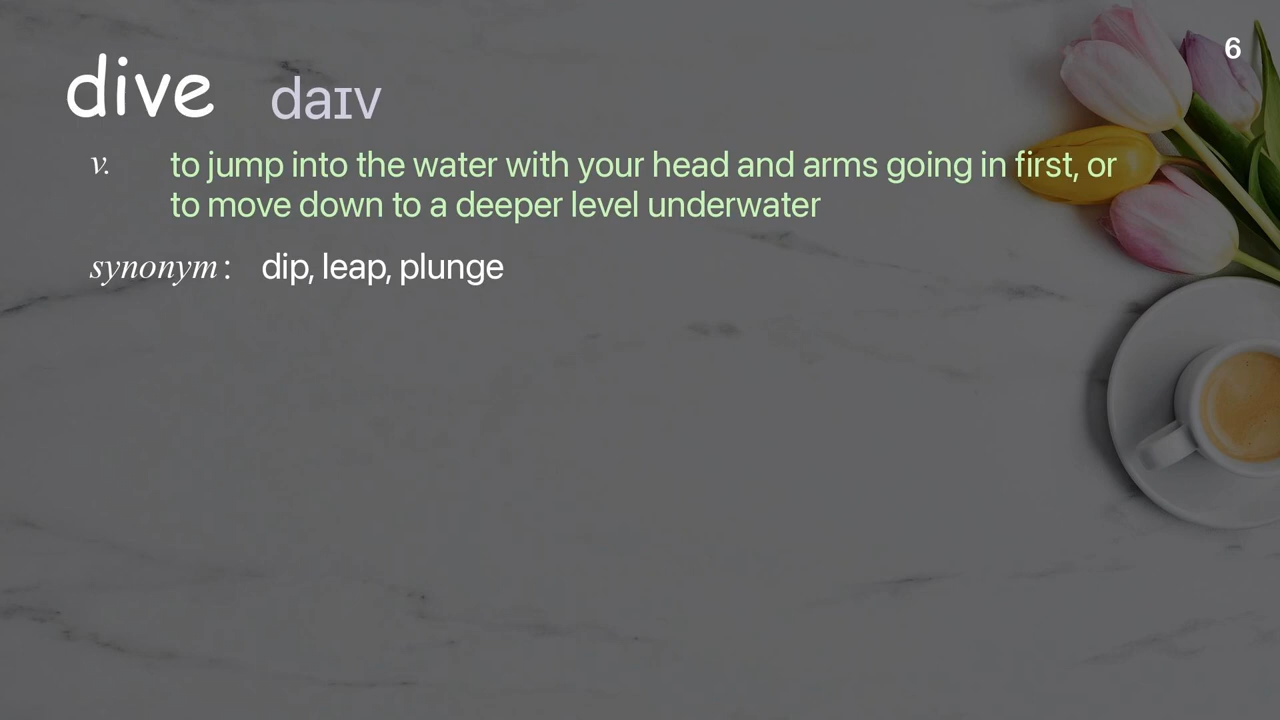 6
dive daɪv
v. to jump into the water with your head and arms going in first, or
to move down to a deeper level underwater
synonym: dip, leap, plunge